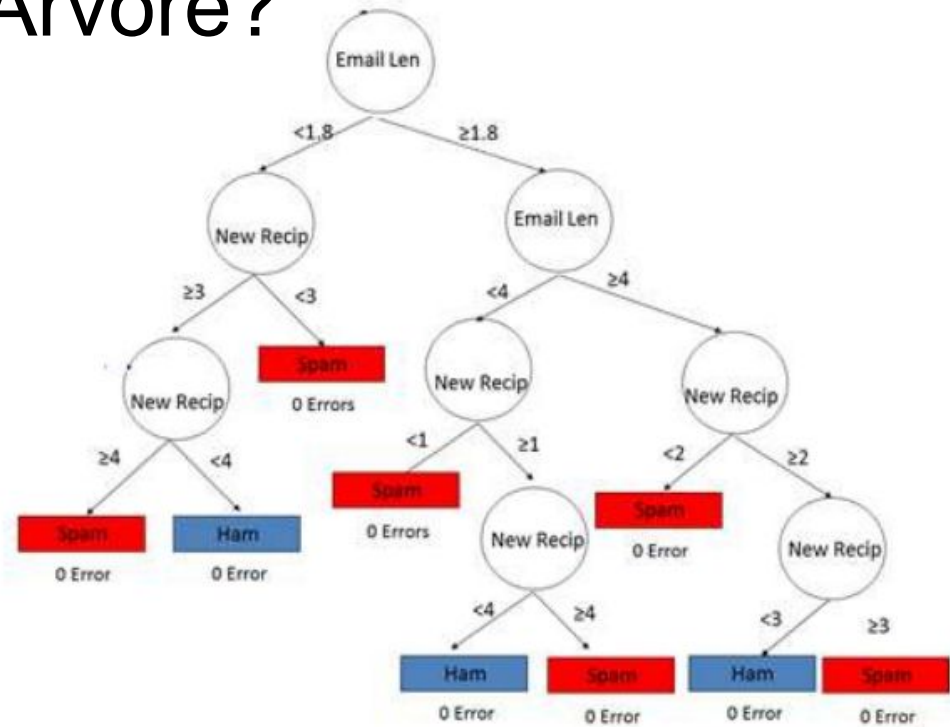 Arvore?
Email Len
<1,8
≥1.8
New Recip
Email Len
≥3
<3
<4
≥4
Spam
0 Errors
New Recip
New Recip
New Recip
≥4
<4
<1
≥1
<2
≥2
Spam
0 Errors
Spam
0 Error
Spam
Ham
0 Error
0 Error
New Recip
New Recip
<4
≥4
<3
≥3
Ham
Spam
Ham
Spam
0 Error
0 Error
0 Error
0 Error